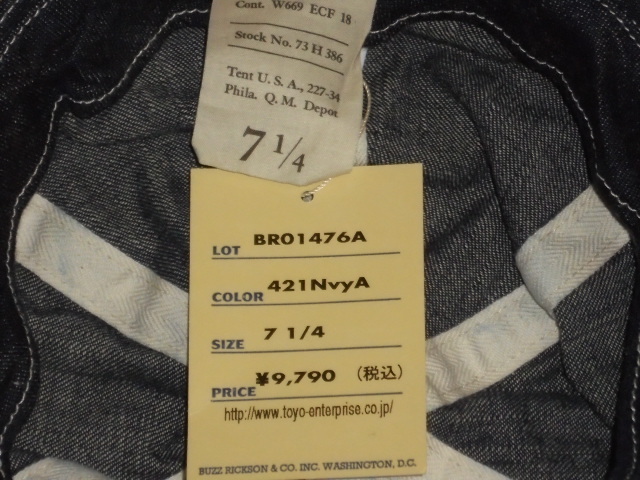 Cont. W669 ECF 18
Stock No. 73 H 386
Tent U. S. A., 227-34
Phila. Q. M. Depot
7 1/4
LOT BR01476A
COLOR 421NvyA
SIZE 7 1/4
PRICE ¥9,790 (税込)
http://www.toyo-enterprise.co.jp/
BUZZ RICKSON & CO. INC. WASHINGTON, D.C.